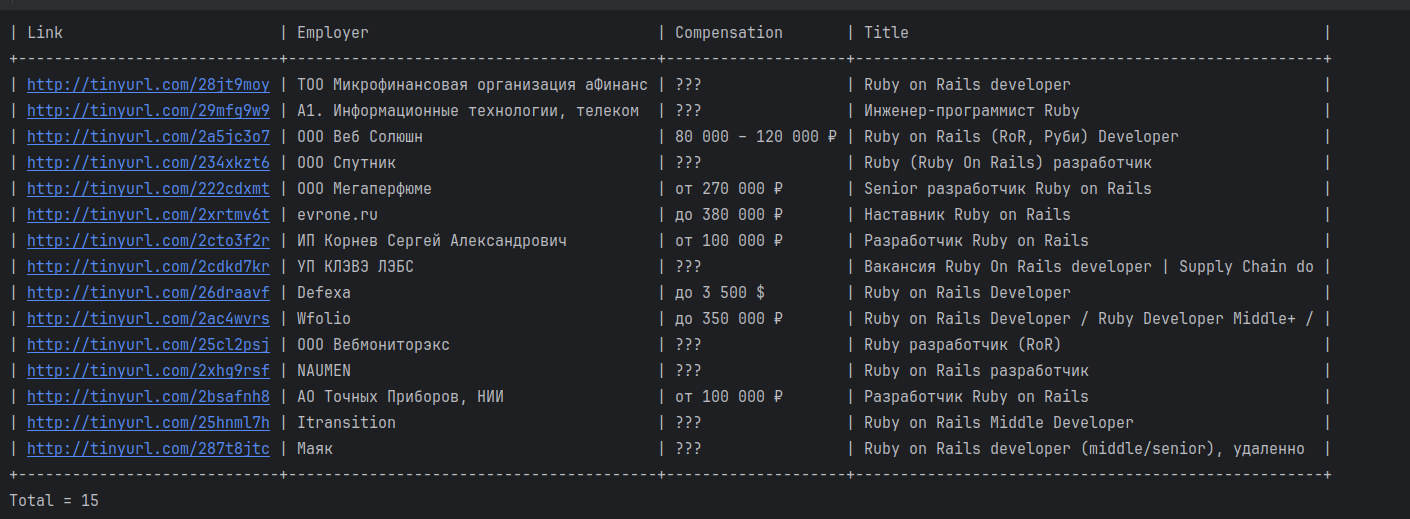 | Link | Employer | Compensation | Title |
+-----------------------------+-----------------------------------------+--------------------+----------------------------------------------------+
| http://tinyurl.com/28jt9moy | ТОО Микрофинансовая организация аФинанс | ??? | Ruby on Rails developer |
| http://tinyurl.com/29mfg9w9 | А1. Информационные технологии, телеком | ??? | Инженер-программист Ruby |
| http://tinyurl.com/2a5jc3o7 | ООО Веб Солюшн | 80 000 – 120 000 ₽ | Ruby on Rails (RoR, Руби) Developer |
| http://tinyurl.com/234xkzt6 | ООО Спутник | ??? | Ruby (Ruby On Rails) разработчик |
| http://tinyurl.com/222cdxmt | ООО Мегаперфюме | от 270 000 ₽ | Senior разработчик Ruby on Rails |
| http://tinyurl.com/2xrtmv6t | evrone.ru | до 380 000 ₽ | Наставник Ruby on Rails |
| http://tinyurl.com/2cto3f2r | ИП Корнев Сергей Александрович | от 100 000 ₽ | Разработчик Ruby on Rails |
| http://tinyurl.com/2cdkd7kr | УП КЛЭВЭ ЛЭБС | ??? | Вакансия Ruby On Rails developer | Supply Chain do |
| http://tinyurl.com/26draavf | Defexa | до 3 500 $ | Ruby on Rails Developer |
| http://tinyurl.com/2ac4wvrs | Wfolio | до 350 000 ₽ | Ruby on Rails Developer / Ruby Developer Middle+ / |
| http://tinyurl.com/25cl2psj | ООО Вебмониторэкс | ??? | Ruby разработчик (RoR) |
| http://tinyurl.com/2xhg9rsf | NAUMEN | ??? | Ruby on Rails разработчик |
| http://tinyurl.com/2bsafnh8 | АО Точных Приборов, НИИ | от 100 000 ₽ | Разработчик Ruby on Rails |
| http://tinyurl.com/25hnml7h | Itransition | ??? | Ruby on Rails Middle Developer |
| http://tinyurl.com/287t8jtc | Маяк | ??? | Ruby on Rails developer (middle/senior), удаленно |
+-----------------------------+-----------------------------------------+--------------------+----------------------------------------------------+
Total = 15